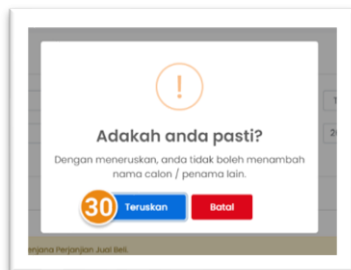 !
Adakah anda pasti?
Dengan meneruskan, anda tidak boleh menambah
nama calon / penama lain.
30 Teruskan Batal
enjana Perjanjian Jual Beli.